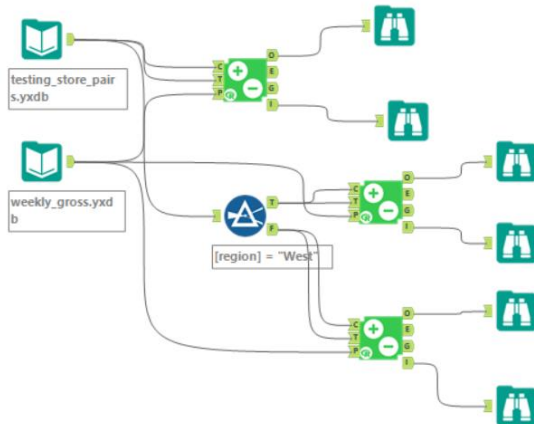 C
T
P
O
E
G
I
testing_store_pair
s.yxdb
weekly_gross.yxd
b
T
F
[region] = "West"
C
T
P
O
E
G
I
C
T
P
O
E
G
I